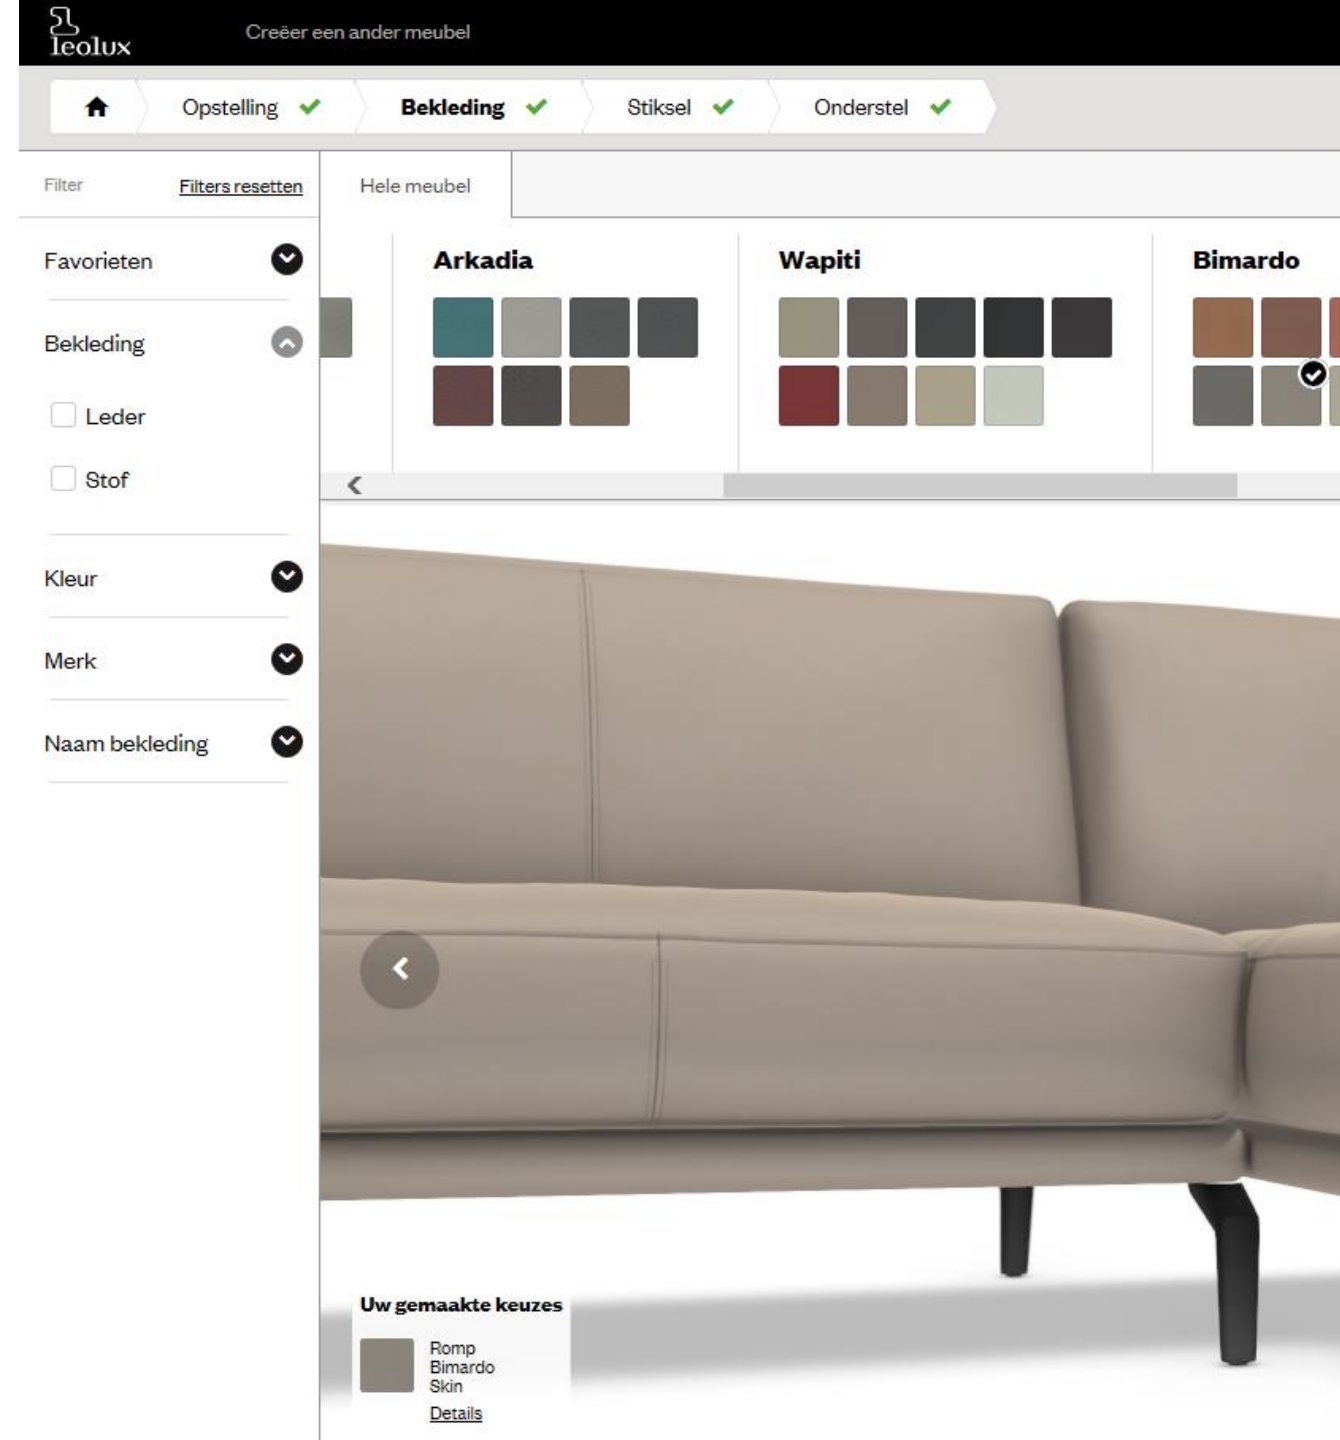 leolux
Creëer een ander meubel
Opstelling
Bekleding
Stiksel
Onderstel
Filter
Filters resetten
Hele meubel
Favorieten
Bekleding
Leder
Stof
Kleur
Merk
Naam bekleding
Arkadia
Wapiti
Bimardo
Uw gemaakte keuzes
Romp
Bimardo
Skin
Details